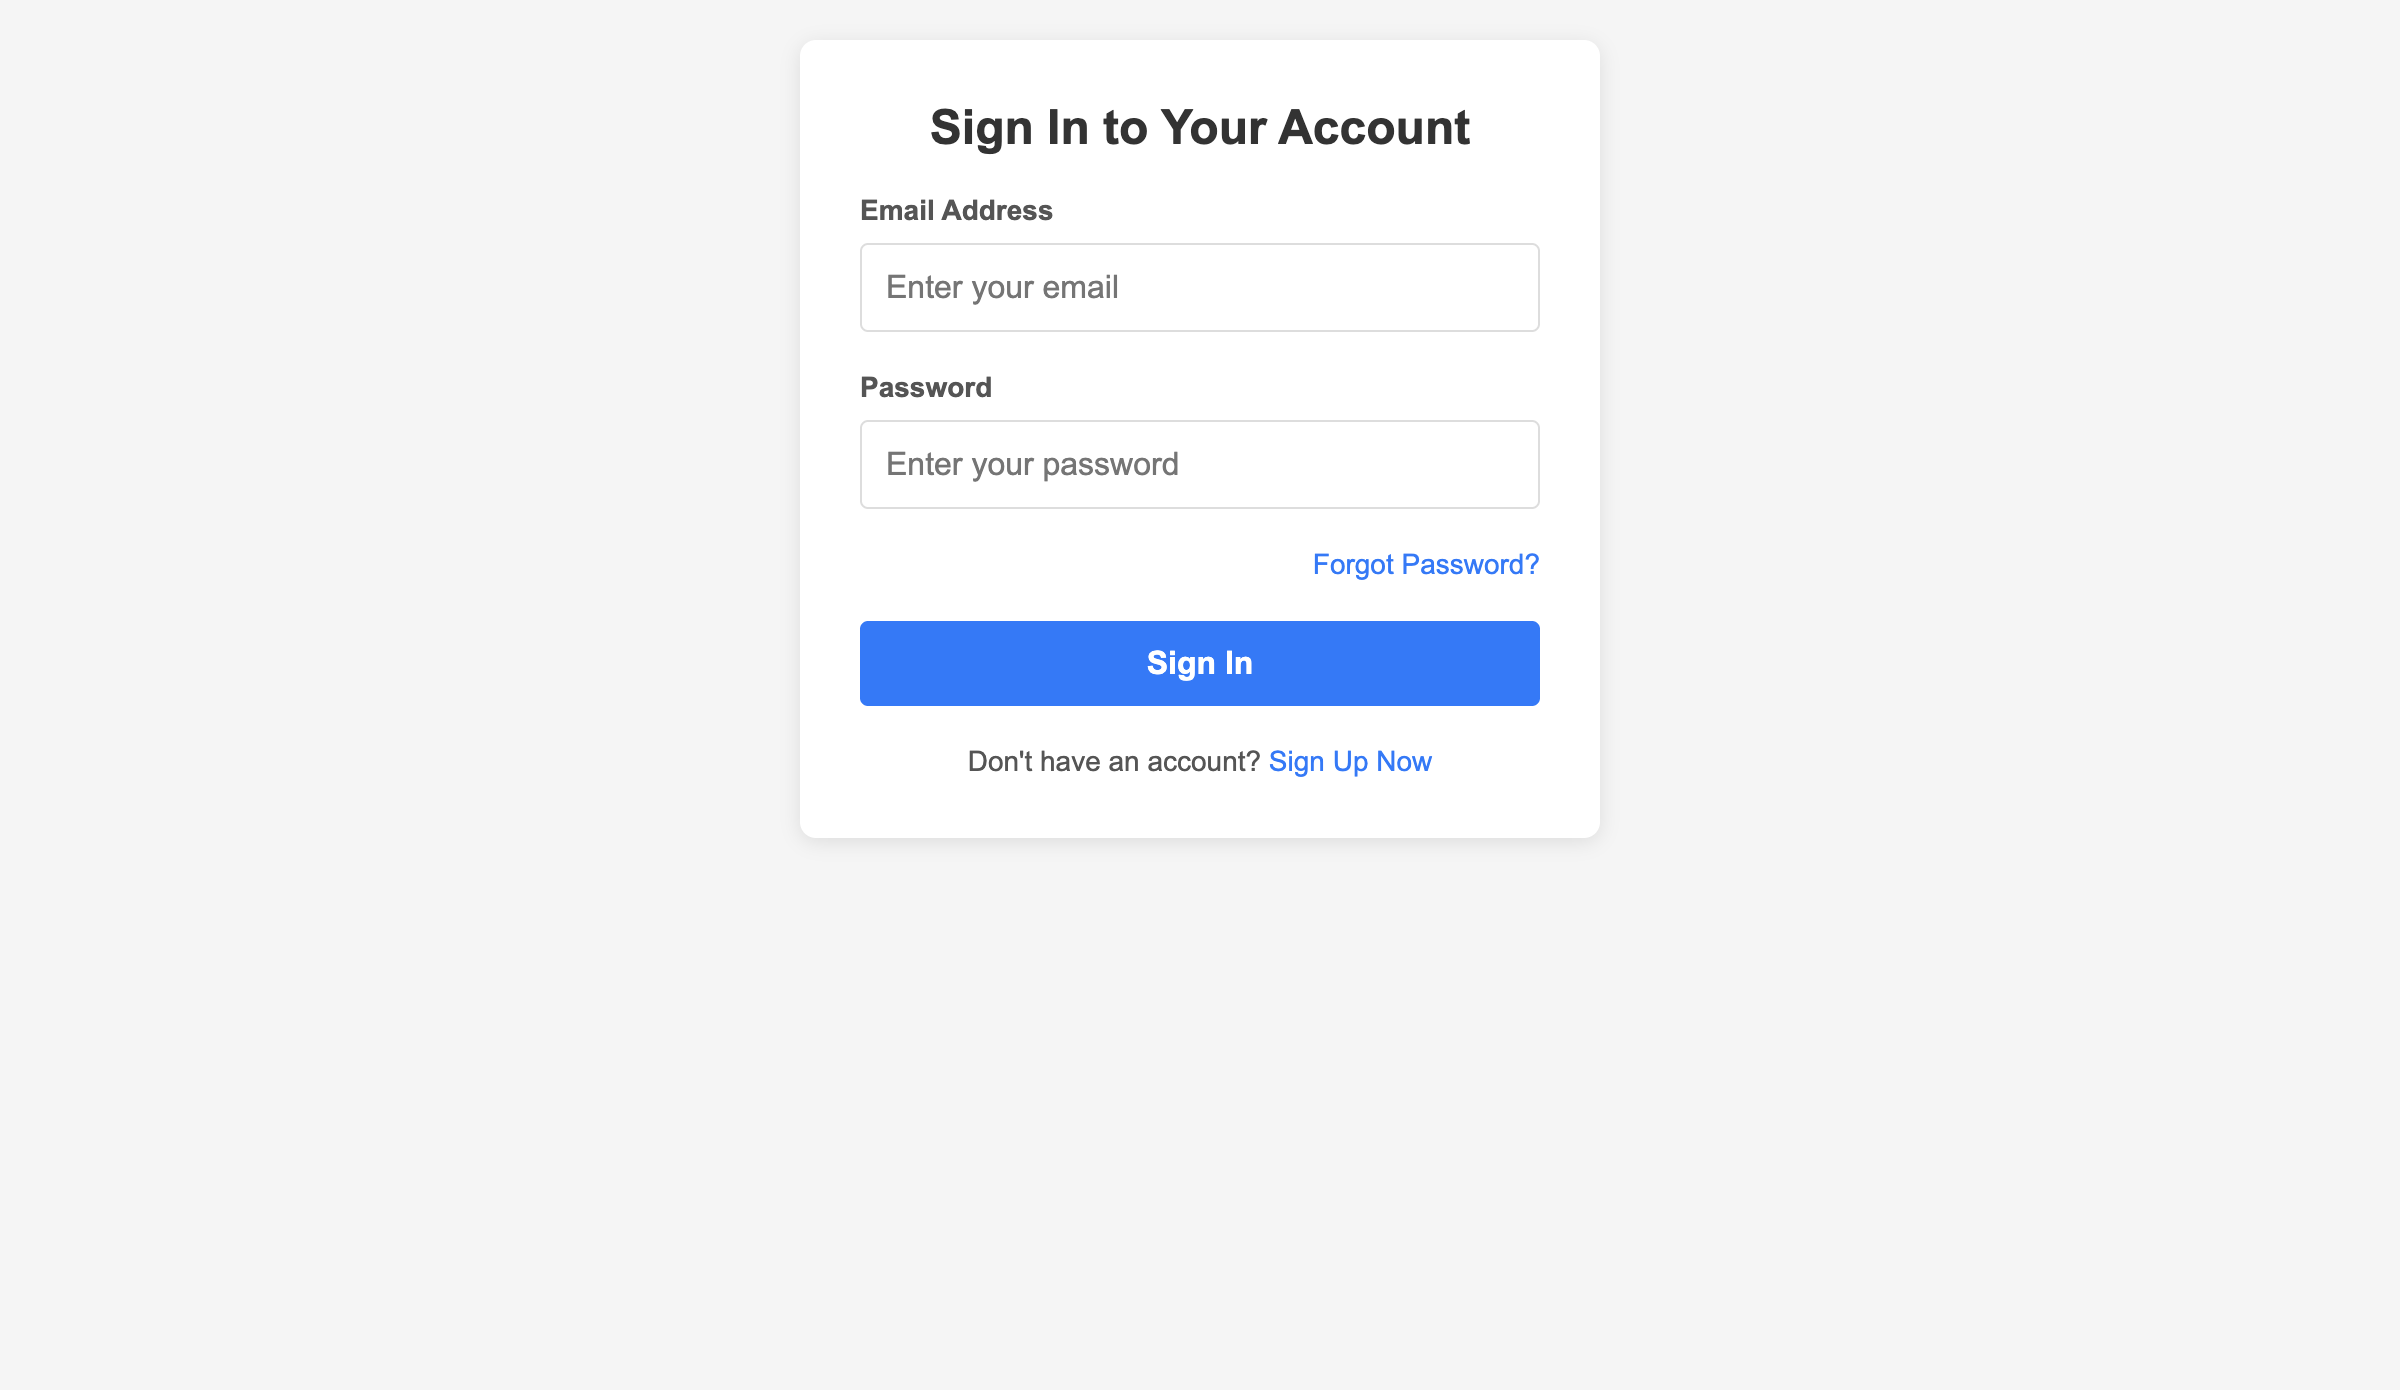 Sign In to Your Account
Email Address
Enter your email
Password
Enter your password
Forgot Password?
Sign In
Don't have an account? Sign Up Now